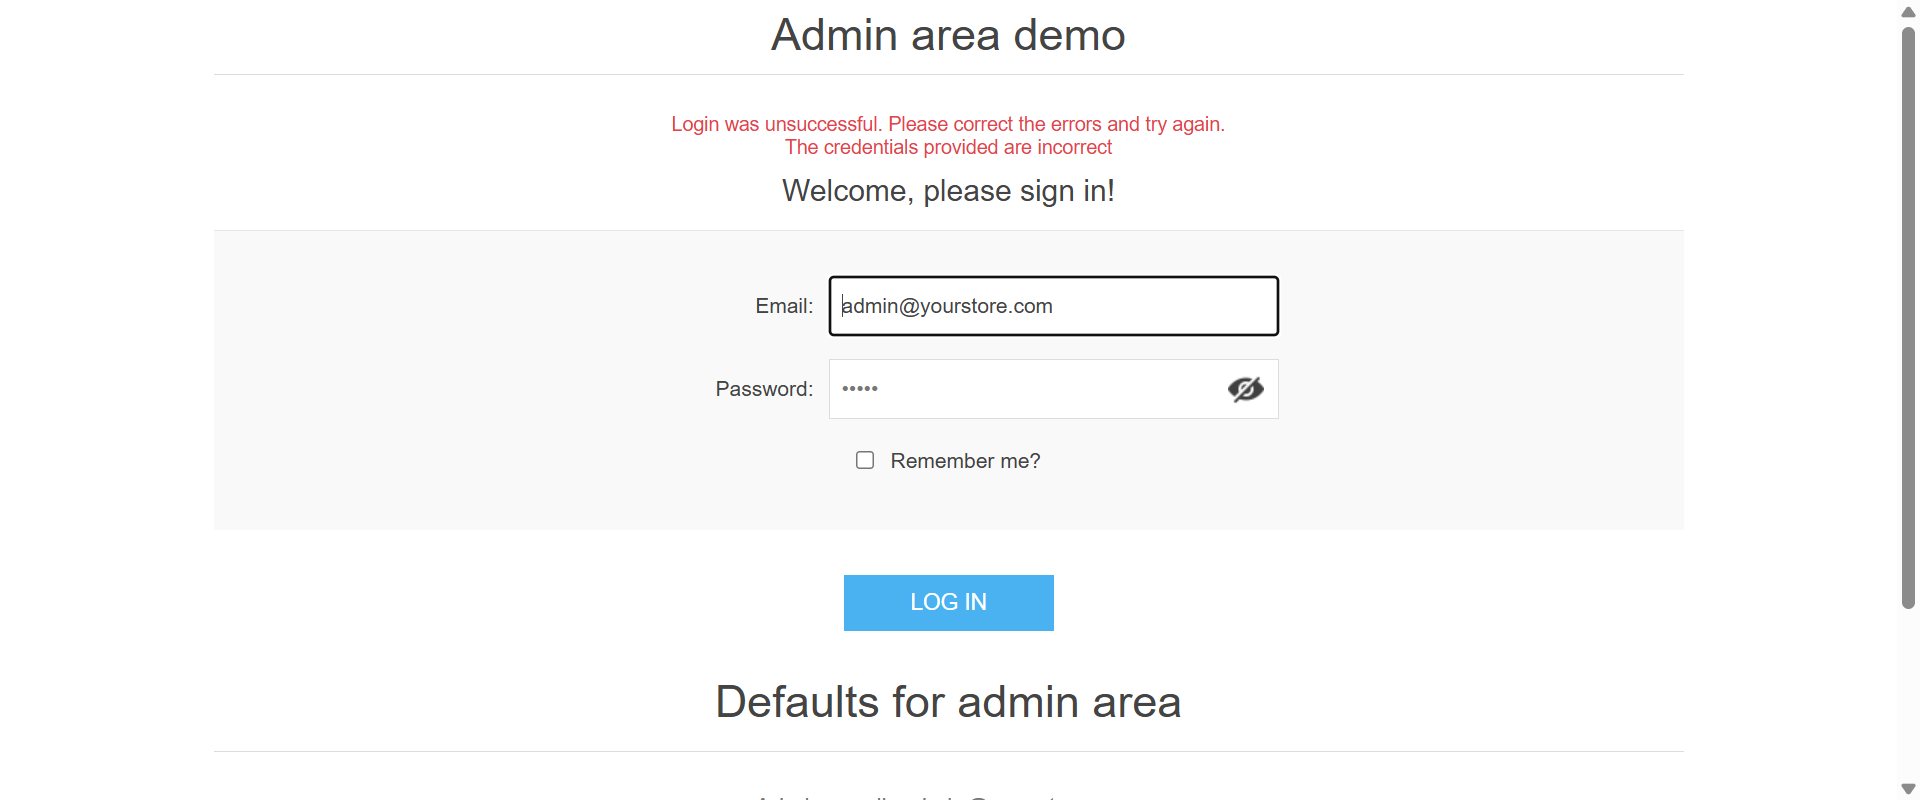 Admin area demo
Login was unsuccessful. Please correct the errors and try again.
The credentials provided are incorrect
Welcome, please sign in!
Email: admin@yourstore.com
Password: •••••
Remember me?
LOG IN
Defaults for admin area